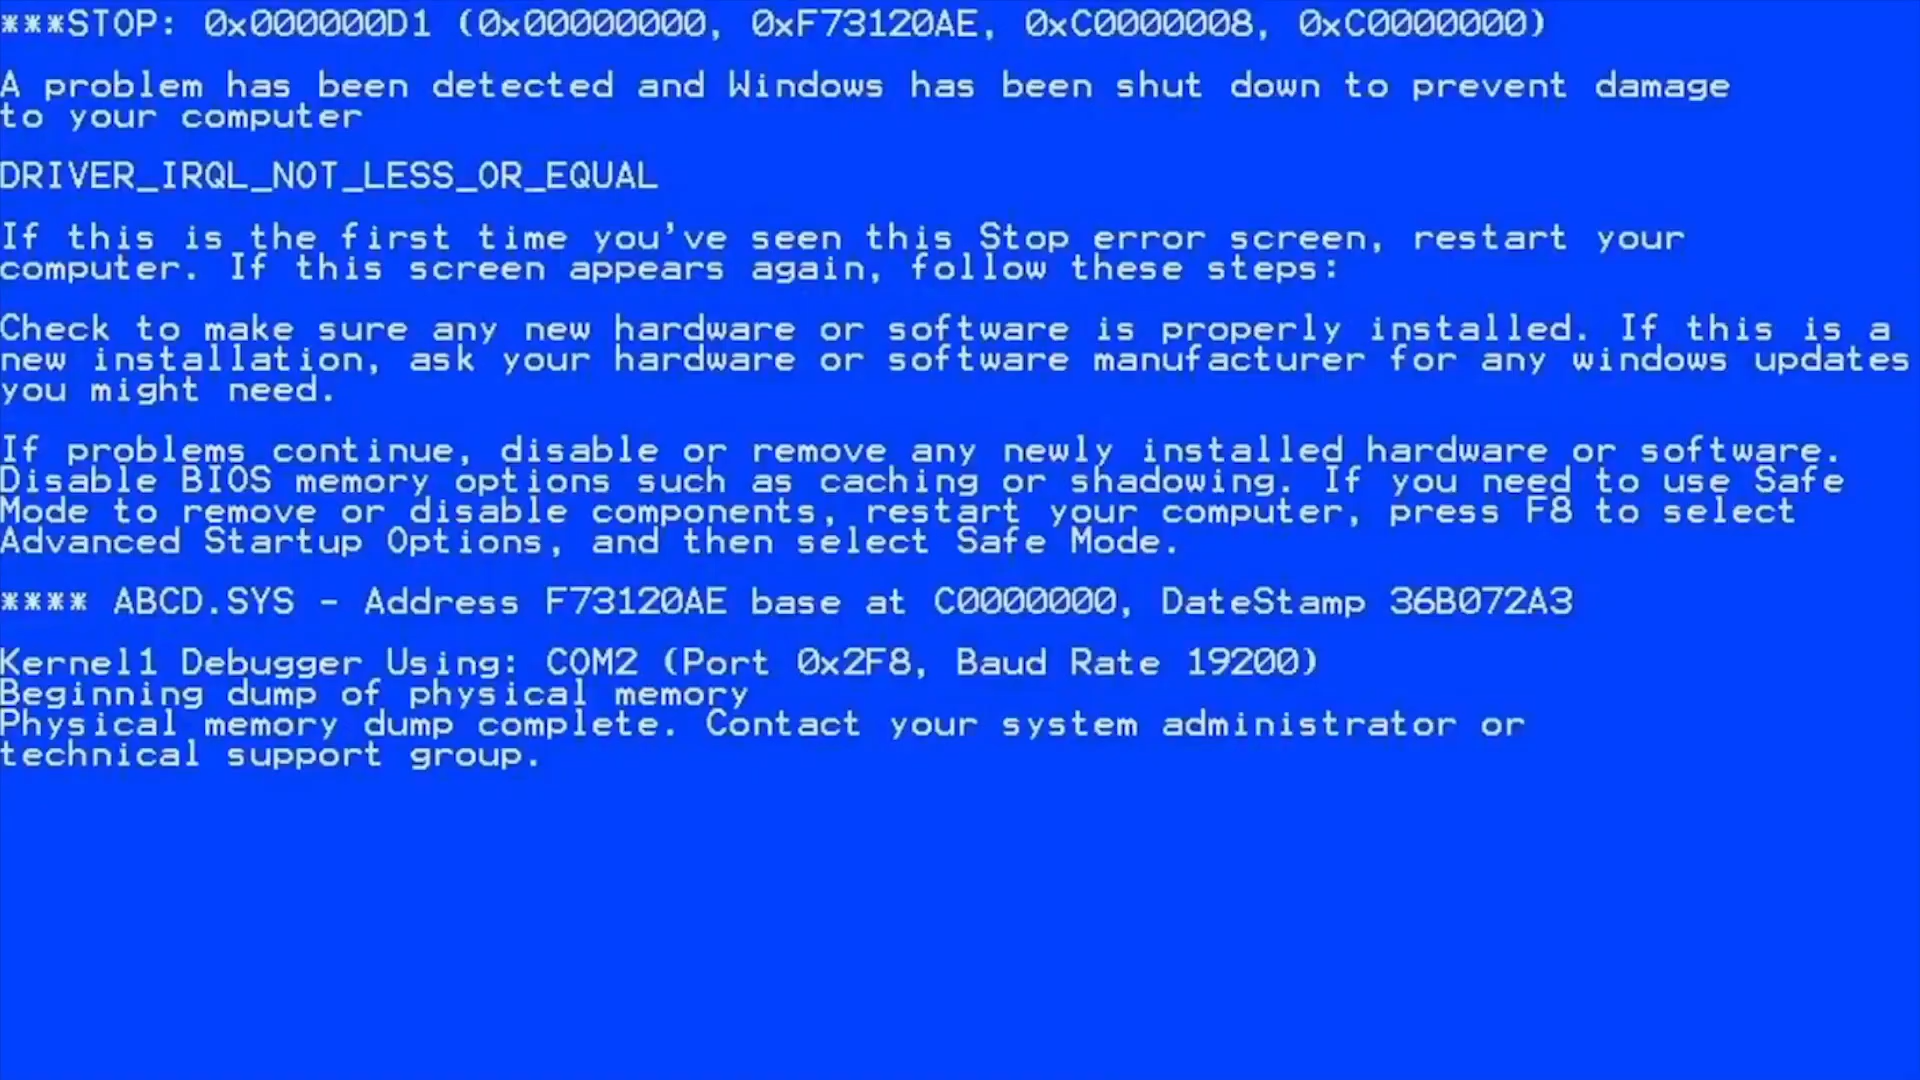 ***STOP: 0x000000D1 (0x00000000, 0xF73120AE, 0xC0000008, 0xC0000000)
A problem has been detected and Windows has been shut down to prevent damage
to your computer
DRIVER_IRQL_NOT_LESS_OR_EQUAL
If this is the first time you've seen this Stop error screen, restart your
computer. If this screen appears again, follow these steps:
Check to make sure any new hardware or software is properly installed. If this is a
new installation, ask your hardware or software manufacturer for any windows updates
you might need.
If problems continue, disable or remove any newly installed hardware or software.
Disable BIOS memory options such as caching or shadowing. If you need to use Safe
Mode to remove or disable components, restart your computer, press F8 to select
Advanced Startup Options, and then select Safe Mode.
**** ABCD.SYS - Address F73120AE base at C0000000, DateStamp 36B072A3
Kernel1 Debugger Using: COM2 (Port 0x2F8, Baud Rate 19200)
Beginning dump of physical memory
Physical memory dump complete. Contact your system administrator or
technical support group.